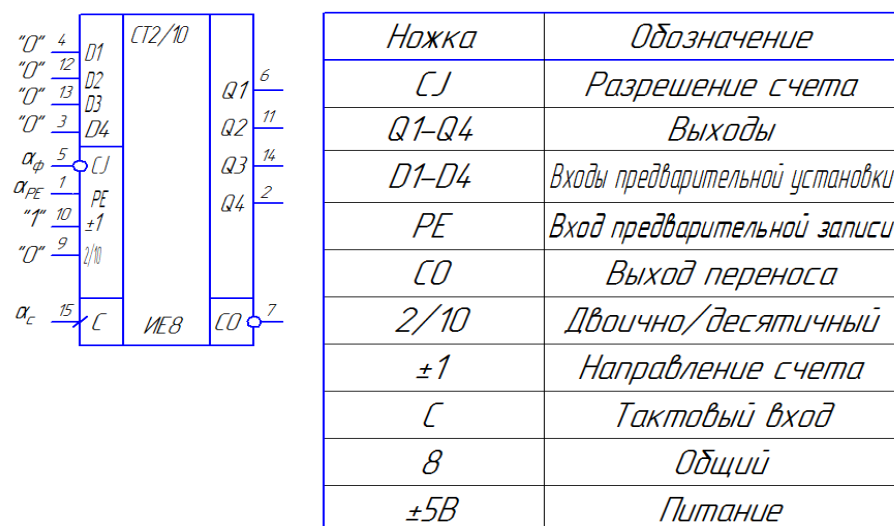 CT2/10
"0" 4 D1
"0" 12 D2
"0" 13 D3
"0" 3 D4
α_ф 5 CJ
α_PE 1 PE
"1" 10 ±1
"0" 9 2/10
α_c 15 C
ИЕ8
Q1 6
Q2 11
Q3 14
Q4 2
CO 7
Ножка Обозначение
CJ Разрешение счета
Q1-Q4 Выходы
D1-D4 Входы предварительной установки
PE Вход предварительной записи
CO Выход переноса
2/10 Двоично/десятичный
±1 Направление счета
C Тактовый вход
8 Общий
±5В Питание